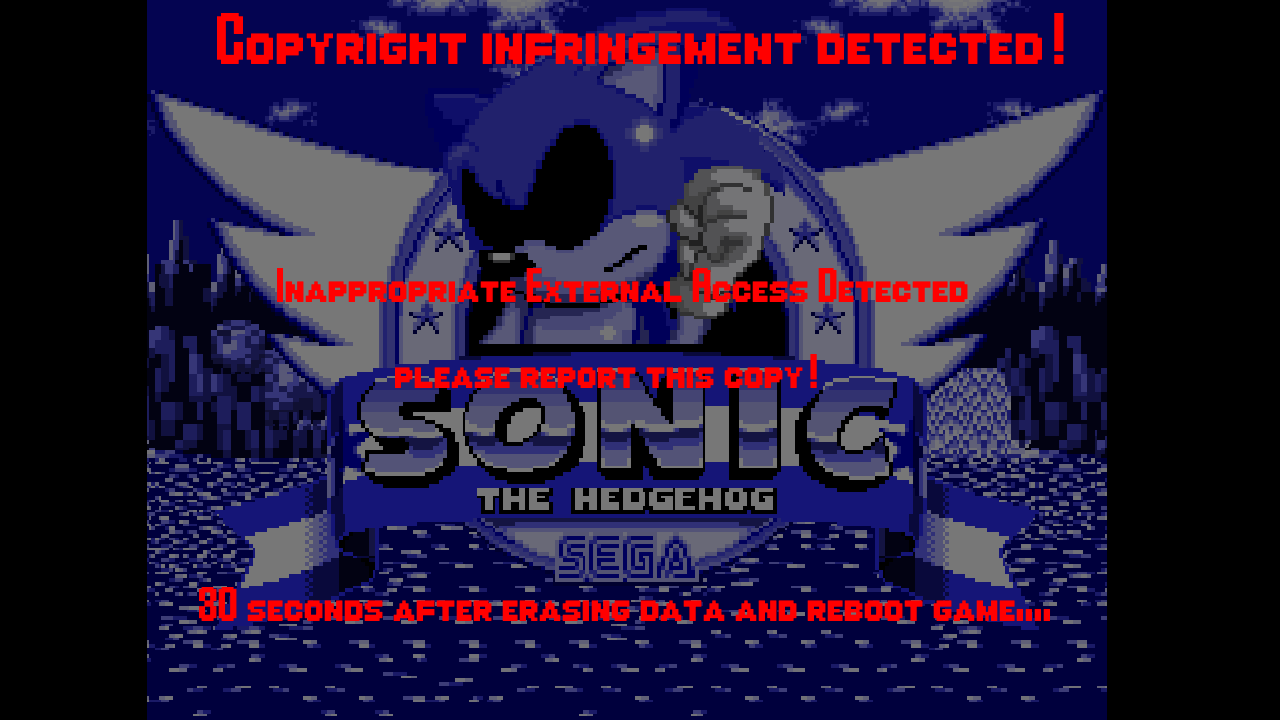 Copyright infringement detected!
Inappropriate External Access Detected
please report this copy!
SONIC
THE HEDGEHOG
SEGA
30 seconds after erasing data and reboot game....